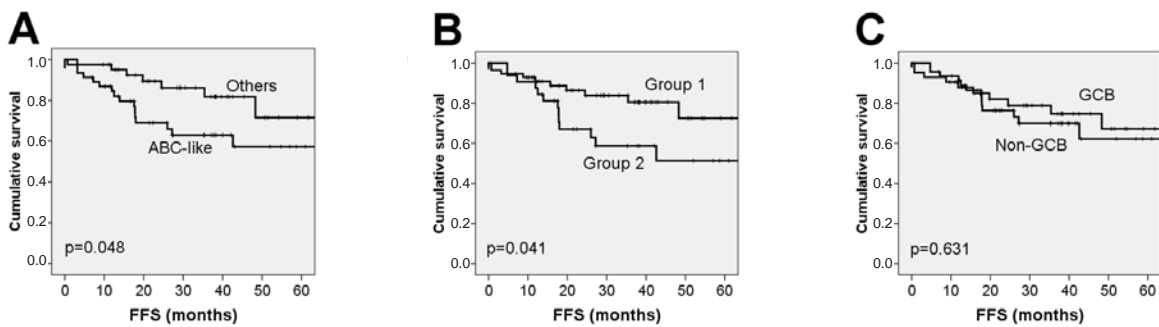 A
Cumulative survival
1.0
0.8
0.6
0.4
0.2
0.0
Others
ABC-like
p=0.048
0 10 20 30 40 50 60
FFS (months)
B
Cumulative survival
1.0
0.8
0.6
0.4
0.2
0.0
Group 1
Group 2
p=0.041
0 10 20 30 40 50 60
FFS (months)
C
Cumulative survival
1.0
0.8
0.6
0.4
0.2
0.0
GCB
Non-GCB
p=0.631
0 10 20 30 40 50 60
FFS (months)